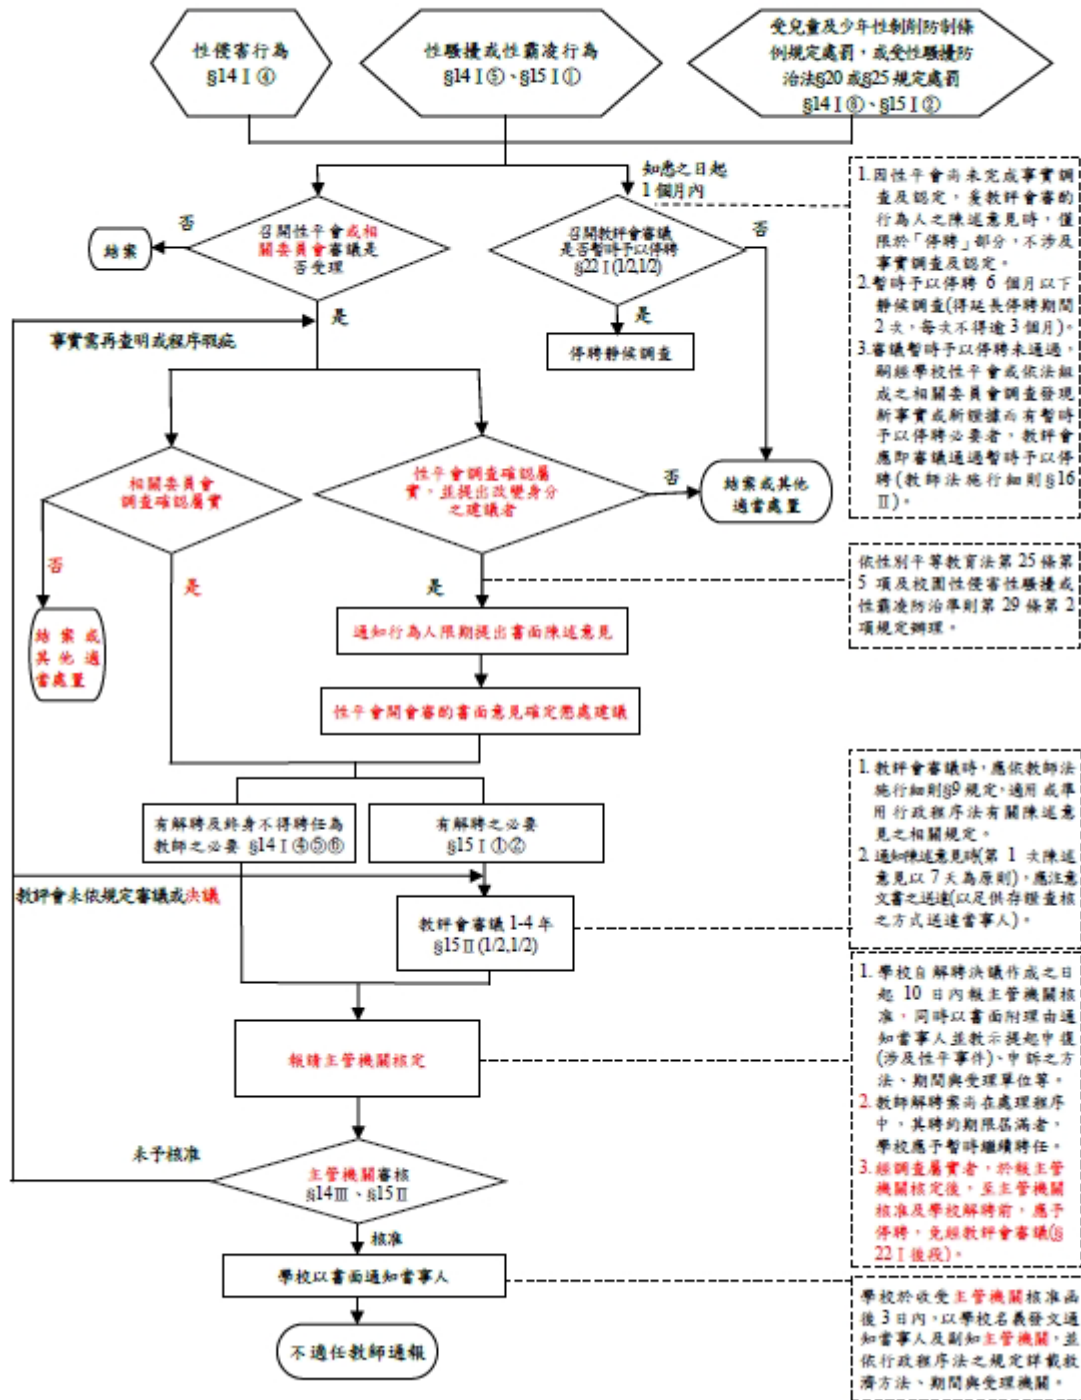 性侵害行為
§14Ⅰ④
性騷擾或性霸凌行為
§14Ⅰ⑤、§15Ⅰ①
受兒童及少年性剝削防制條
例規定處罰，或受性騷擾防
治法§20或§25規定處罰
§14Ⅰ⑥、§15Ⅰ②
知悉之日起
1個月內
否
結案
召開性平會或相
關委員會審議是
否受理
召開教評會審議
是否暫時予以停聘
§22Ⅰ(1/2,1/2)
否
是
是
事實需再查明或程序瑕疵
停聘靜候調查
1.因性平會尚未完成事實調
查及認定，爰教評會審酌
行為人之陳述意見時，僅
限於「停聘」部分，不涉及
事實調查及認定。
2.暫時予以停聘 6 個月以下
靜候調查(得延長停聘期間
2次，每次不得逾3個月)。
3.審議暫時予以停聘未通過，
嗣經學校性平會或依法組
成之相關委員會調查發現
新事實或新證據而有暫時
予以停聘必要者，教評會
應即審議通過暫時予以停
聘(教師法施行細則§16
Ⅱ)。
相關委員會
調查確認屬實
性平會調查確認屬
實，並提出改變身分
之建議者
否
結案或其他
適當處置
否
是
是
結案或
其他適
當處置
依性別平等教育法第25條第
5項及校園性侵害性騷擾或
性霸凌防治準則第29條第2
項規定辦理。
通知行為人限期提出書面陳述意見
性平會開會審酌書面意見確定懲處建議
有解聘及終身不得聘任為
教師之必要 §14Ⅰ④⑤⑥
有解聘之必要
§15Ⅰ①②
教評會未依規定審議或決議
教評會審議 1-4 年
§15Ⅱ(1/2,1/2)
1. 教評會審議時，應依教師法
施行細則§9規定，適用或準
用行政程序法有關陳述意
見之相關規定。
2.通知陳述意見時(第 1 次陳述
意見以 7 天為原則)，應注意
文書之送達(以足供存證查核
之方式送達當事人)。
報請主管機關核定
1. 學校自解聘決議作成之日
起 10 日內報主管機關核
准，同時以書面附理由通
知當事人並教示提起申復
(涉及性平事件)、申訴之方
法、期間與受理單位等。
2.教師解聘案尚在處理程序
中，其聘約期限屆滿者，
學校應予暫時繼續聘任。
3.經調查屬實者，於報主管
機關核定後，至主管機關
核准及學校解聘前，應予
停聘，免經教評會審議(§
22Ⅰ後段)。
未予核准
主管機關審核
§14Ⅲ、§15Ⅱ
核准
學校以書面通知當事人
不適任教師通報
學校於收受主管機關核准函
後3日內，以學校名義發文通
知當事人及副知主管機關，並
依行政程序法之規定詳載救
濟方法、期間與受理機關。